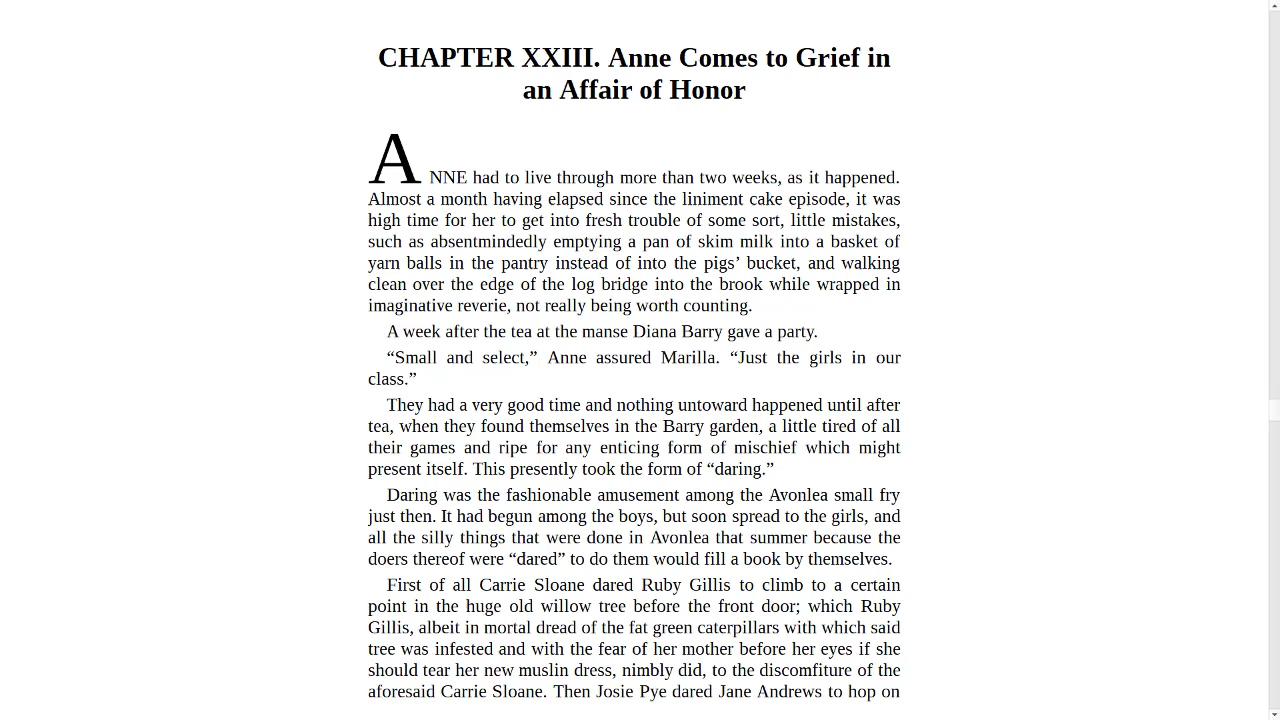 CHAPTER XXIII. Anne Comes to Grief in
an Affair of Honor
ANNE had to live through more than two weeks, as it happened.
Almost a month having elapsed since the liniment cake episode, it was
high time for her to get into fresh trouble of some sort, little mistakes,
such as absentmindedly emptying a pan of skim milk into a basket of
yarn balls in the pantry instead of into the pigs’ bucket, and walking
clean over the edge of the log bridge into the brook while wrapped in
imaginative reverie, not really being worth counting.
A week after the tea at the manse Diana Barry gave a party.
“Small and select,” Anne assured Marilla. “Just the girls in our
class.”
They had a very good time and nothing untoward happened until after
tea, when they found themselves in the Barry garden, a little tired of all
their games and ripe for any enticing form of mischief which might
present itself. This presently took the form of “daring.”
Daring was the fashionable amusement among the Avonlea small fry
just then. It had begun among the boys, but soon spread to the girls, and
all the silly things that were done in Avonlea that summer because the
doers thereof were “dared” to do them would fill a book by themselves.
First of all Carrie Sloane dared Ruby Gillis to climb to a certain
point in the huge old willow tree before the front door; which Ruby
Gillis, albeit in mortal dread of the fat green caterpillars with which said
tree was infested and with the fear of her mother before her eyes if she
should tear her new muslin dress, nimbly did, to the discomfiture of the
aforesaid Carrie Sloane. Then Josie Pye dared Jane Andrews to hop on